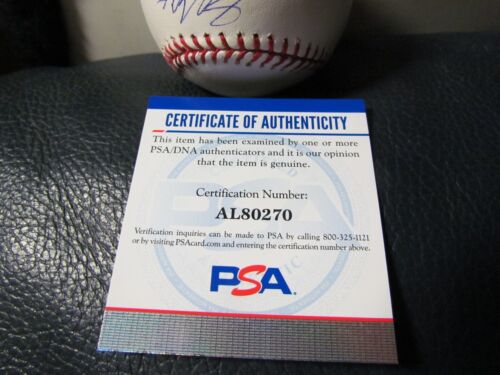 CERTIFICATE OF AUTHENTICITY
This item has been examined by one or more
PSA/DNA authenticators and it is our opinion
that the item is genuine.
Certification Number:
AL80270
Verification inquiries can be made to PSA by calling 800-325-1121
or by visiting PSAcard.com and entering the certification number above.
PSA